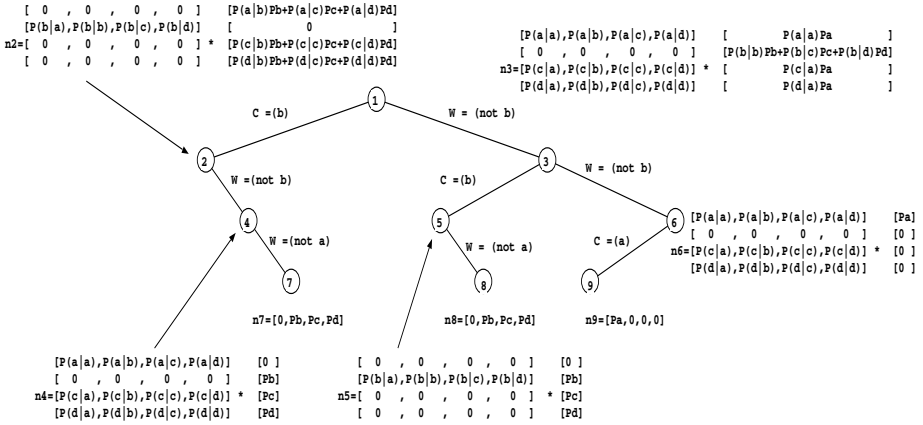 [ 0 , 0 , 0 , 0 ] [P(a|b)Pb+P(a|c)Pc+P(a|d)Pd]
[P(b|a),P(b|b),P(b|c),P(b|d)] [ 0 ]
n2=[ 0 , 0 , 0 , 0 ] * [P(c|b)Pb+P(c|c)Pc+P(c|d)Pd]
[ 0 , 0 , 0 , 0 ] [P(d|b)Pb+P(d|c)Pc+P(d|d)Pd]
[P(a|a),P(a|b),P(a|c),P(a|d)] [ P(a|a)Pa ]
[ 0 , 0 , 0 , 0 ] [P(b|b)Pb+P(b|c)Pc+P(b|d)Pd]
n3=[P(c|a),P(c|b),P(c|c),P(c|d)] * [ P(c|a)Pa ]
[P(d|a),P(d|b),P(d|c),P(d|d)] [ P(d|a)Pa ]
1
C =(b)
W = (not b)
2
3
W =(not b)
C =(b)
W = (not b)
4
5
6
[P(a|a),P(a|b),P(a|c),P(a|d)] [Pa]
[ 0 , 0 , 0 , 0 ] [0 ]
n6=[P(c|a),P(c|b),P(c|c),P(c|d)] * [0 ]
[P(d|a),P(d|b),P(d|c),P(d|d)] [0 ]
W =(not a)
W = (not a)
C =(a)
7
8
9
n7=[0,Pb,Pc,Pd]
n8=[0,Pb,Pc,Pd]
n9=[Pa,0,0,0]
[P(a|a),P(a|b),P(a|c),P(a|d)] [0 ]
[ 0 , 0 , 0 , 0 ] [Pb]
n4=[P(c|a),P(c|b),P(c|c),P(c|d)] * [Pc]
[P(d|a),P(d|b),P(d|c),P(d|d)] [Pd]
[ 0 , 0 , 0 , 0 ] [0 ]
[P(b|a),P(b|b),P(b|c),P(b|d)] [Pb]
n5=[ 0 , 0 , 0 , 0 ] * [Pc]
[ 0 , 0 , 0 , 0 ] [Pd]